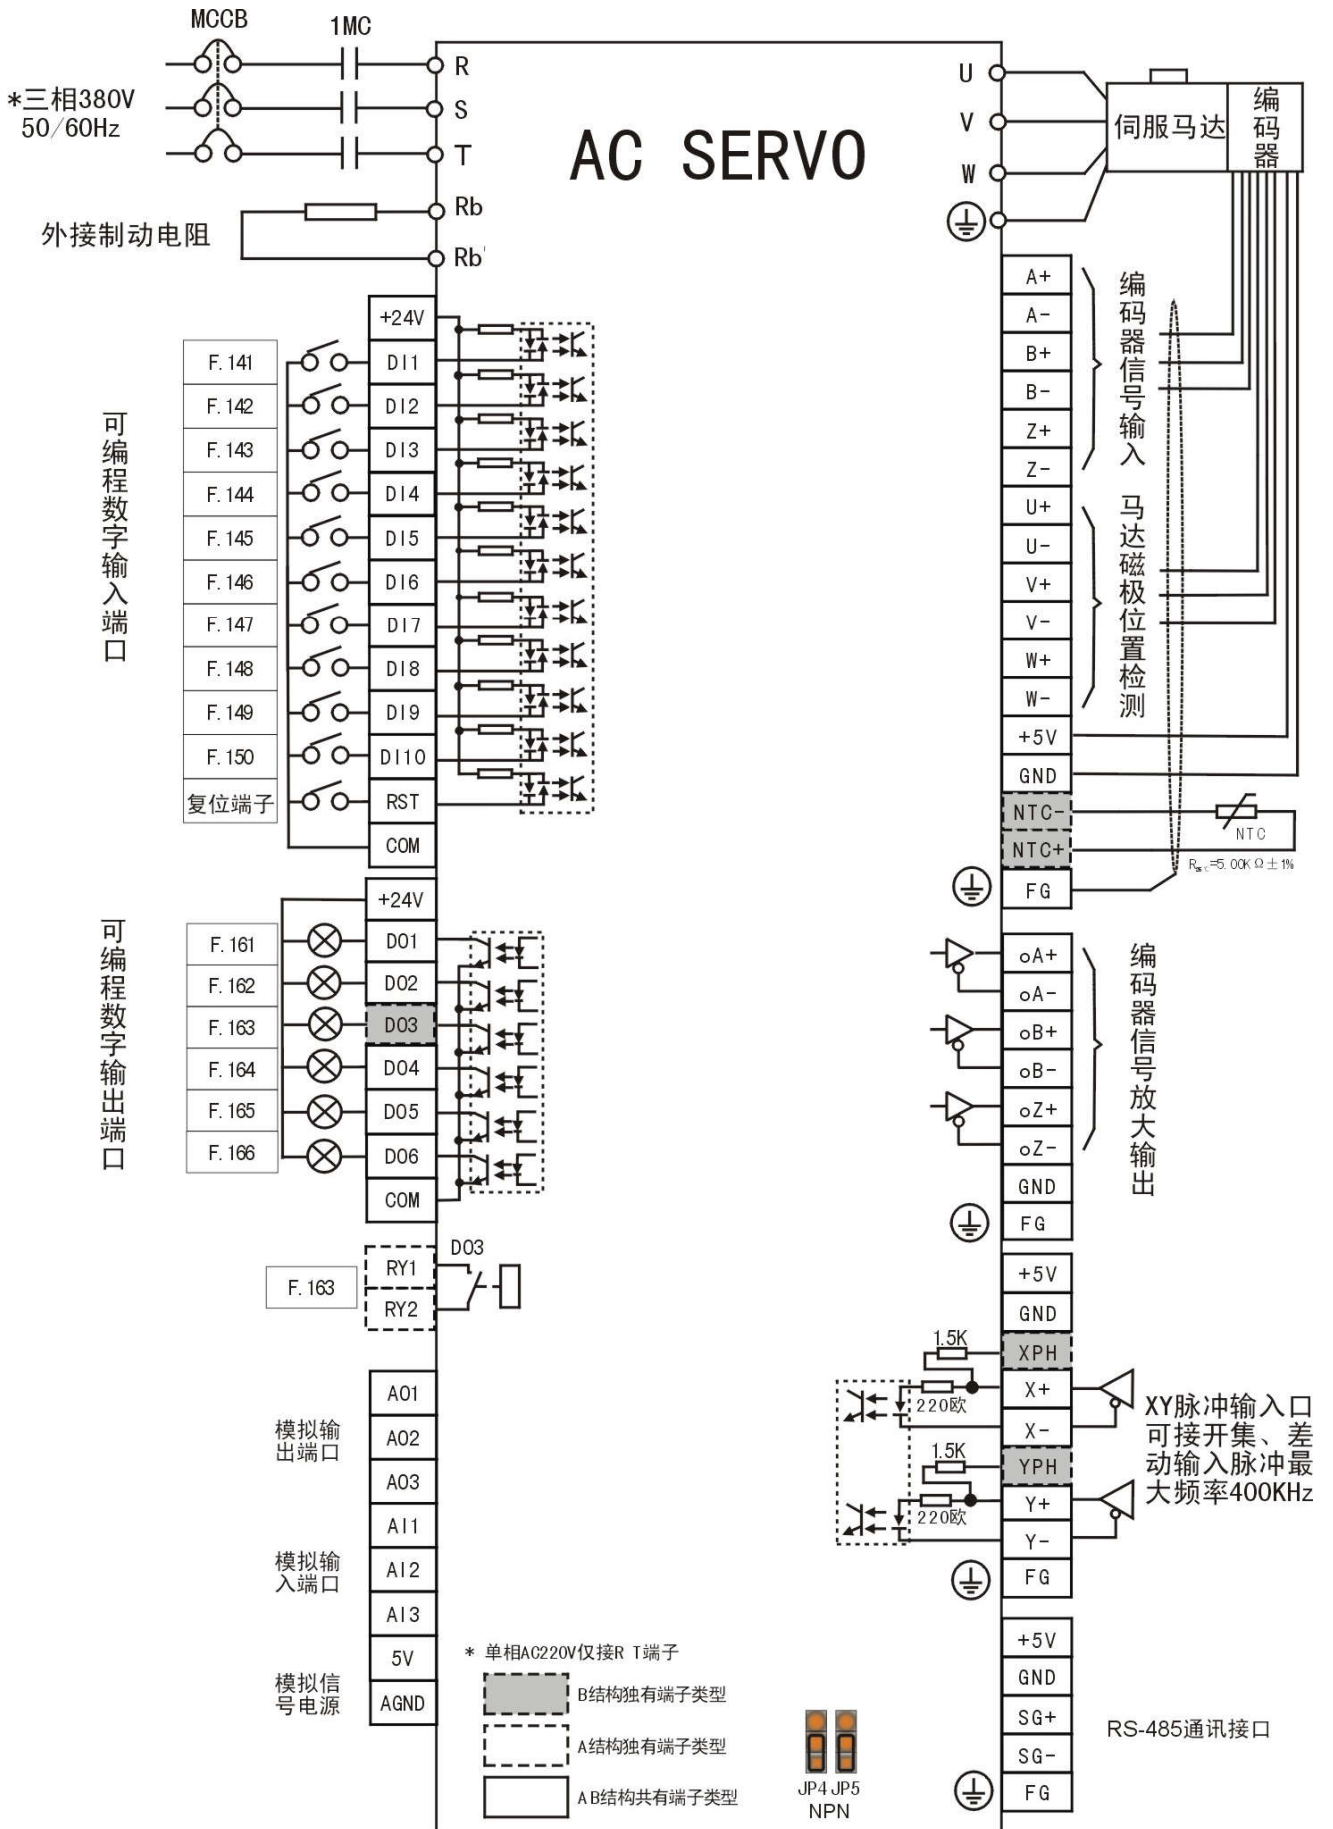 MCCB
1MC
*三相380V
50/60Hz
R
S
T
Rb
Rb'
外接制动电阻
AC SERVO
U
V
W
伺服马达
编码器
可编程数字输入端口
+24V
F.141
DI1
F.142
DI2
F.143
DI3
F.144
DI4
F.145
DI5
F.146
DI6
F.147
DI7
F.148
DI8
F.149
DI9
F.150
DI10
复位端子
RST
COM
可编程数字输出端口
+24V
F.161
DO1
F.162
DO2
F.163
DO3
F.164
DO4
F.165
DO5
F.166
DO6
COM
DO3
F.163
RY1
RY2
模拟输
出端口
AO1
AO2
AO3
模拟输
入端口
AI1
AI2
AI3
模拟信
号电源
5V
AGND
A+
A-
B+
B-
Z+
Z-
编码器信号输入
U+
U-
V+
V-
W+
W-
马达磁极位置检测
+5V
GND
NTC-
NTC+
NTC
R25℃=5.00KΩ±1%
FG
oA+
oA-
oB+
oB-
oZ+
oZ-
编码器信号放大输出
GND
FG
+5V
GND
1.5K
XPH
X+
220欧
X-
1.5K
YPH
Y+
220欧
Y-
FG
XY脉冲输入口
可接开集、差
动输入脉冲最
大频率400KHz
+5V
GND
SG+
SG-
FG
RS-485通讯接口
* 单相AC220V仅接R T端子
B结构独有端子类型
A结构独有端子类型
AB结构共有端子类型
JP4 JP5
NPN